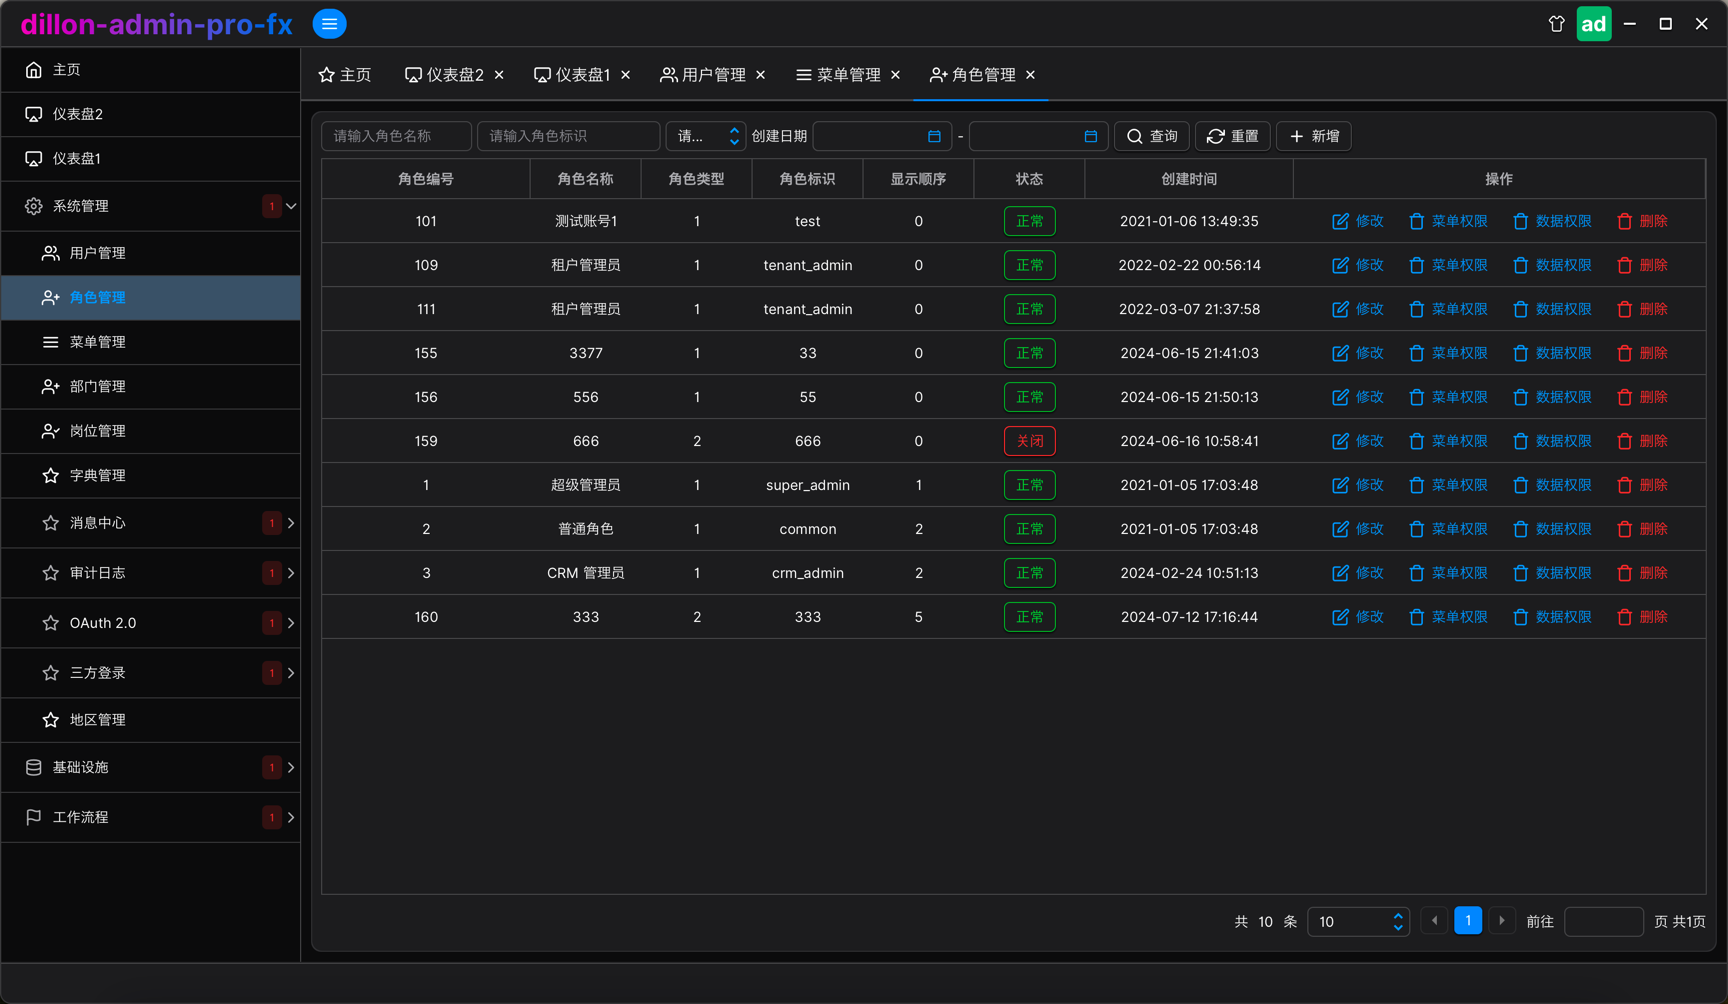 dillon-admin-pro-fx
ad
主页
仪表盘2
仪表盘1
系统管理 1
用户管理
角色管理
菜单管理
部门管理
岗位管理
字典管理
消息中心 1
审计日志 1
OAuth 2.0 1
三方登录 1
地区管理
基础设施 1
工作流程 1
主页 仪表盘2 仪表盘1 用户管理 菜单管理 角色管理
请输入角色名称 请输入角色标识 请... 创建日期 - 查询 重置 新增
角色编号 角色名称 角色类型 角色标识 显示顺序 状态 创建时间 操作
101 测试账号1 1 test 0 正常 2021-01-06 13:49:35 修改 菜单权限 数据权限 删除
109 租户管理员 1 tenant_admin 0 正常 2022-02-22 00:56:14 修改 菜单权限 数据权限 删除
111 租户管理员 1 tenant_admin 0 正常 2022-03-07 21:37:58 修改 菜单权限 数据权限 删除
155 3377 1 33 0 正常 2024-06-15 21:41:03 修改 菜单权限 数据权限 删除
156 556 1 55 0 正常 2024-06-15 21:50:13 修改 菜单权限 数据权限 删除
159 666 2 666 0 关闭 2024-06-16 10:58:41 修改 菜单权限 数据权限 删除
1 超级管理员 1 super_admin 1 正常 2021-01-05 17:03:48 修改 菜单权限 数据权限 删除
2 普通角色 1 common 2 正常 2021-01-05 17:03:48 修改 菜单权限 数据权限 删除
3 CRM 管理员 1 crm_admin 2 正常 2024-02-24 10:51:13 修改 菜单权限 数据权限 删除
160 333 2 333 5 正常 2024-07-12 17:16:44 修改 菜单权限 数据权限 删除
共 10 条 10 1 前往 页 共1页